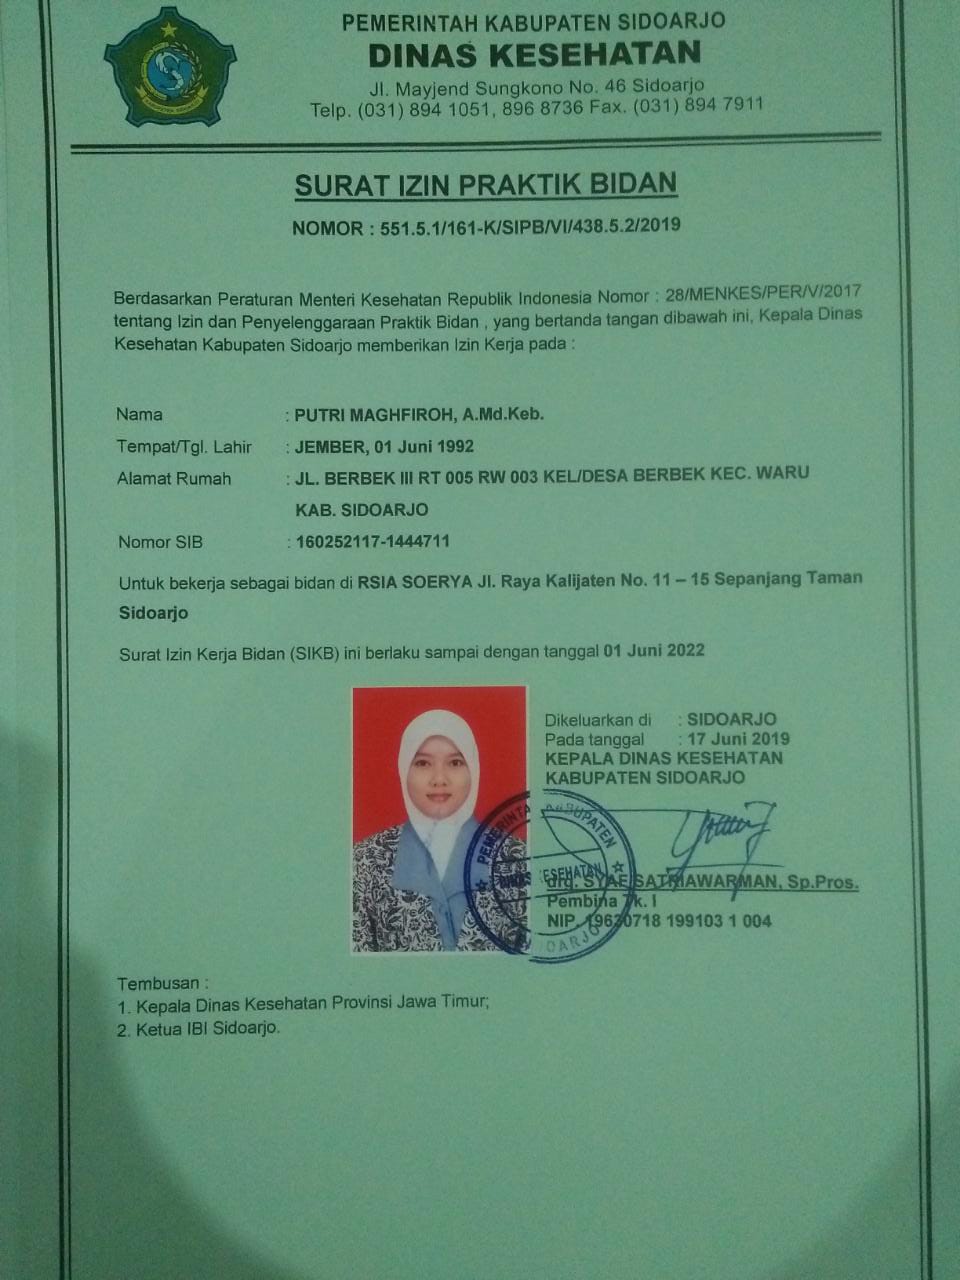 PEMERINTAH KABUPATEN SIDOARJO
DINAS KESEHATAN
Jl. Mayjend Sungkono No. 46 Sidoarjo
Telp. (031) 894 1051, 896 8736 Fax. (031) 894 7911
SURAT IZIN PRAKTIK BIDAN
NOMOR : 551.5.1/161-K/SIPB/VI/438.5.2/2019
Berdasarkan Peraturan Menteri Kesehatan Republik Indonesia Nomor : 28/MENKES/PER/V/2017
tentang Izin dan Penyelenggaraan Praktik Bidan , yang bertanda tangan dibawah ini, Kepala Dinas
Kesehatan Kabupaten Sidoarjo memberikan Izin Kerja pada :
Nama : PUTRI MAGHFIROH, A.Md.Keb.
Tempat/Tgl. Lahir : JEMBER, 01 Juni 1992
Alamat Rumah : JL. BERBEK III RT 005 RW 003 KEL/DESA BERBEK KEC. WARU
KAB. SIDOARJO
Nomor SIB : 160252117-1444711
Untuk bekerja sebagai bidan di RSIA SOERYA Jl. Raya Kalijaten No. 11 – 15 Sepanjang Taman
Sidoarjo
Surat Izin Kerja Bidan (SIKB) ini berlaku sampai dengan tanggal 01 Juni 2022
Dikeluarkan di : SIDOARJO
Pada tanggal : 17 Juni 2019
KEPALA DINAS KESEHATAN
KABUPATEN SIDOARJO
PEMERINTA KABUPATEN
DINAS KESEHATAN
SIDOARJO
drg. SYAF SATRIAWARMAN, Sp.Pros.
Pembina Tk. I
NIP. 19630718 199103 1 004
Tembusan :
1. Kepala Dinas Kesehatan Provinsi Jawa Timur;
2. Ketua IBI Sidoarjo.